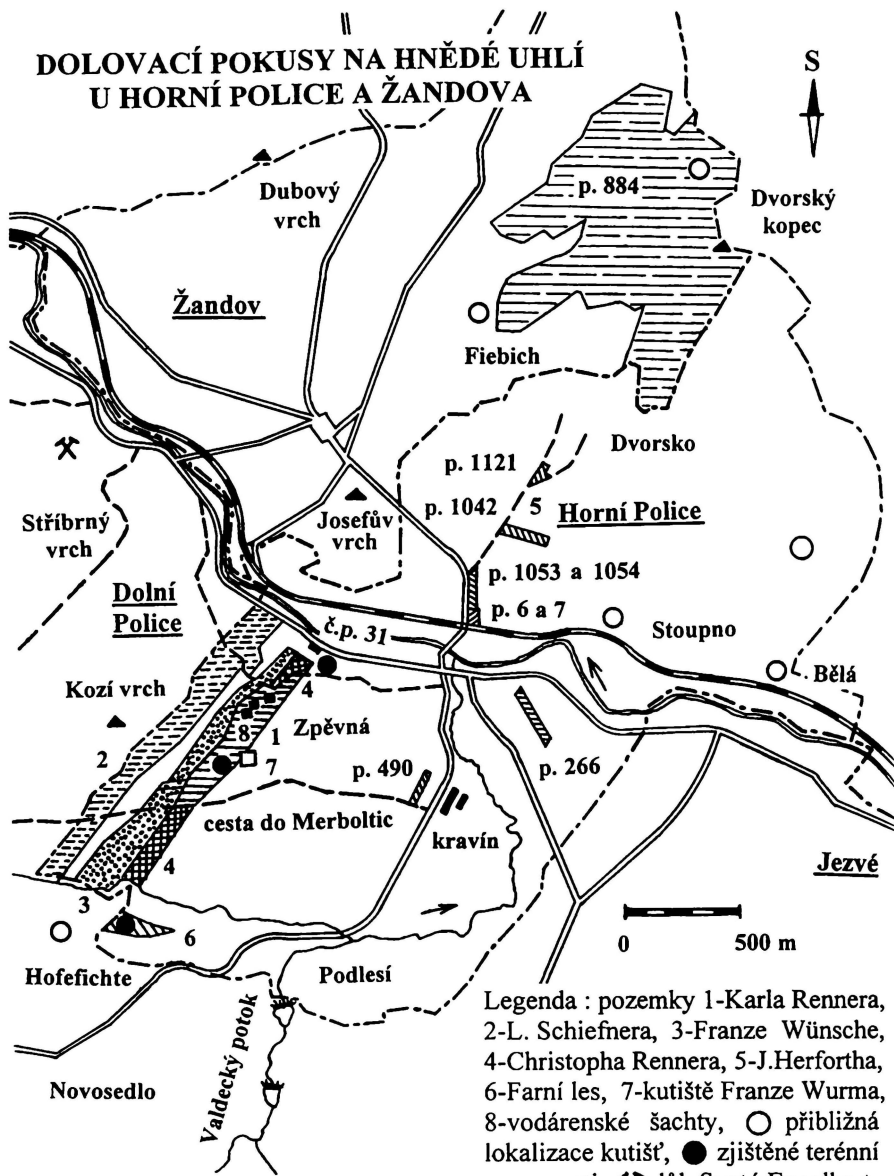 DOLOVACÍ POKUSY NA HNĚDÉ UHLÍ
U HORNÍ POLICE A ŽANDOVA
S
Dubový
vrch
p. 884
Dvorský
kopec
Žandov
Fiebich
Dvorsko
p. 1121
p. 1042
5
Horní Police
Josefův
vrch
Stříbrný
vrch
p. 1053 a 1054
p. 6 a 7
Dolní
Police
č.p. 31
Stoupno
Bělá
Kozí vrch
4
8
1
Zpěvná
2
7
p. 490
p. 266
cesta do Merboltic
kravín
4
Jezvé
3
6
0 500 m
Hofefichte
Podlesí
Novosedlo
Valdecký potok
Legenda : pozemky 1-Karla Rennera,
2-L. Schiefnera, 3-Franze Wünsche,
4-Christopha Rennera, 5-J.Herfortha,
6-Farní les, 7-kutiště Franze Wurma,
8-vodárenské šachty, přibližná
lokalizace kutišť, zjištěné terénní